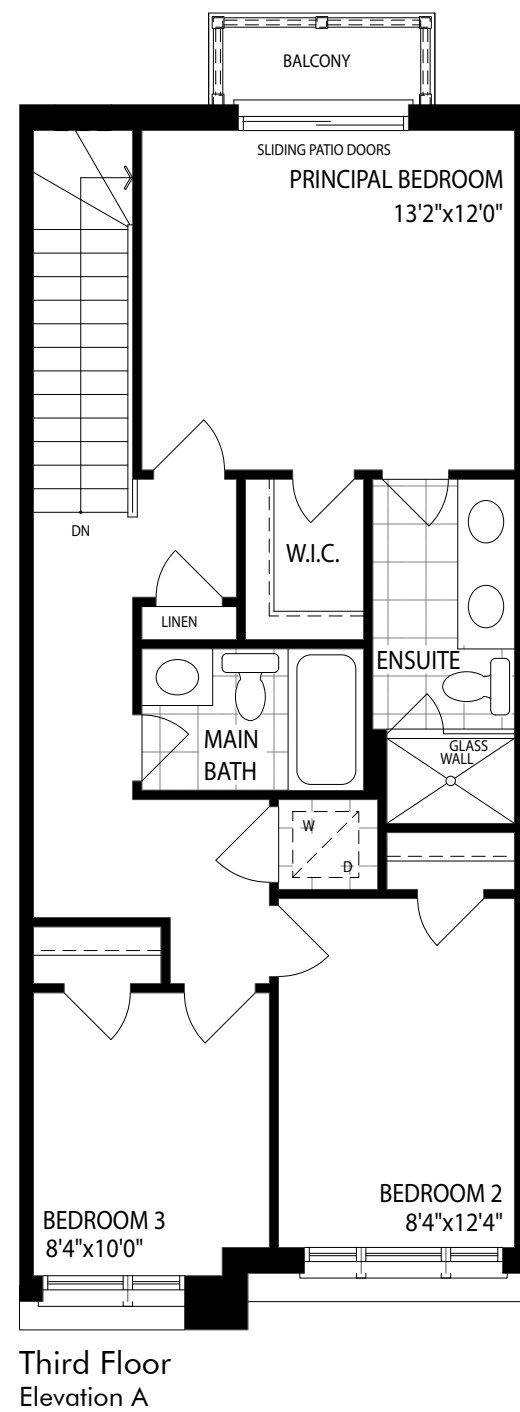 BALCONY
SLIDING PATIO DOORS
PRINCIPAL BEDROOM
13'2"x12'0"
DN
W.I.C.
LINEN
ENSUITE
MAIN
BATH
GLASS
WALL
W
D
BEDROOM 2
8'4"x12'4"
BEDROOM 3
8'4"x10'0"
Third Floor
Elevation A